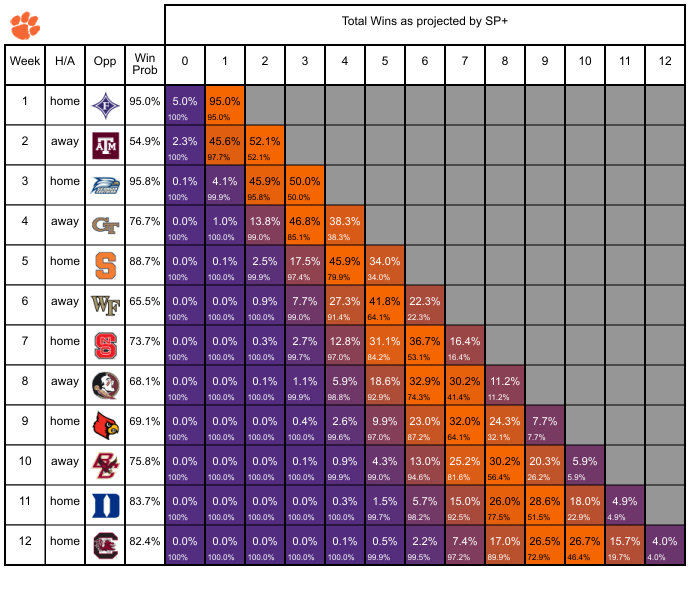 Total Wins as projected by SP+
Week H/A Opp Win Prob 0 1 2 3 4 5 6 7 8 9 10 11 12
1 home F 95.0% 5.0% 95.0%
100% 95.0%
2 away ATM 54.9% 2.3% 45.6% 52.1%
100% 97.7% 52.1%
3 home 95.8% 0.1% 4.1% 45.9% 50.0%
100% 99.9% 95.8% 50.0%
4 away GT 76.7% 0.0% 1.0% 13.8% 46.8% 38.3%
100% 100.0% 99.0% 85.1% 38.3%
5 home S 88.7% 0.0% 0.1% 2.5% 17.5% 45.9% 34.0%
100% 100.0% 99.9% 97.4% 79.9% 34.0%
6 away WF 65.5% 0.0% 0.0% 0.9% 7.7% 27.3% 41.8% 22.3%
100% 100.0% 100.0% 99.0% 91.4% 64.1% 22.3%
7 home S 73.7% 0.0% 0.0% 0.3% 2.7% 12.8% 31.1% 36.7% 16.4%
100% 100.0% 100.0% 99.7% 97.0% 84.2% 53.1% 16.4%
8 away 68.1% 0.0% 0.0% 0.1% 1.1% 5.9% 18.6% 32.9% 30.2% 11.2%
100% 100.0% 100.0% 99.9% 98.8% 92.9% 74.3% 41.4% 11.2%
9 home 69.1% 0.0% 0.0% 0.0% 0.4% 2.6% 9.9% 23.0% 32.0% 24.3% 7.7%
100% 100.0% 100.0% 100.0% 99.6% 97.0% 87.2% 64.1% 32.1% 7.7%
10 away BC 75.8% 0.0% 0.0% 0.0% 0.1% 0.9% 4.3% 13.0% 25.2% 30.2% 20.3% 5.9%
100% 100.0% 100.0% 100.0% 99.9% 99.0% 94.6% 81.6% 56.4% 26.2% 5.9%
11 home D 83.7% 0.0% 0.0% 0.0% 0.0% 0.3% 1.5% 5.7% 15.0% 26.0% 28.6% 18.0% 4.9%
100% 100.0% 100.0% 100.0% 100.0% 99.7% 98.2% 92.5% 77.5% 51.5% 22.9% 4.9%
12 home C 82.4% 0.0% 0.0% 0.0% 0.0% 0.1% 0.5% 2.2% 7.4% 17.0% 26.5% 26.7% 15.7% 4.0%
100% 100.0% 100.0% 100.0% 100.0% 99.9% 99.5% 97.2% 89.9% 72.9% 46.4% 19.7% 4.0%